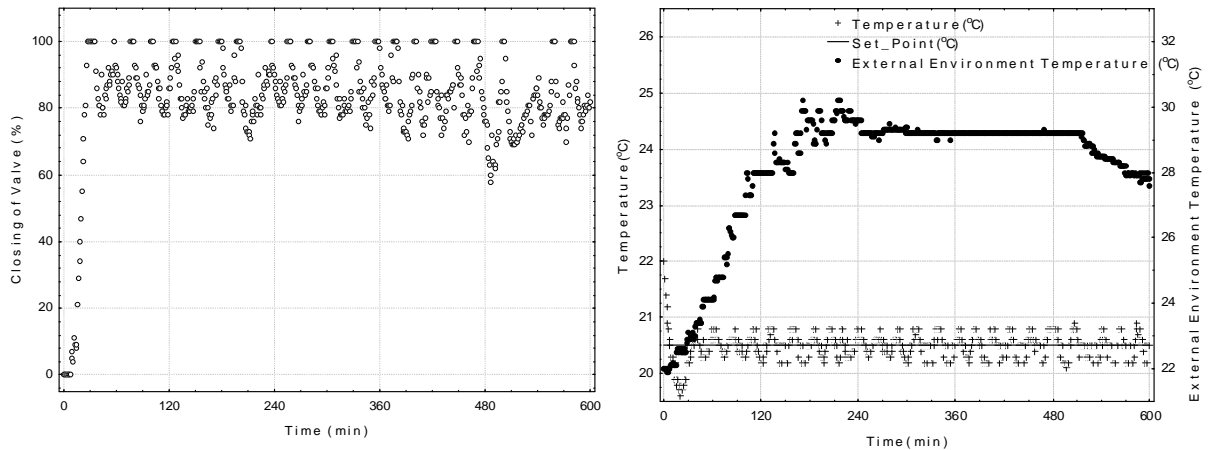 100
80
60
40
20
0
Closing of Valve (%)
0 120 240 360 480 600
Time (min)
Temperature (°C)
Set_Point (°C)
External Environment Temperature (°C)
26
25
24
23
22
21
20
Temperature (°C)
32
30
28
26
24
22
External Environment Temperature (°C)
0 120 240 360 480 600
Time (min)